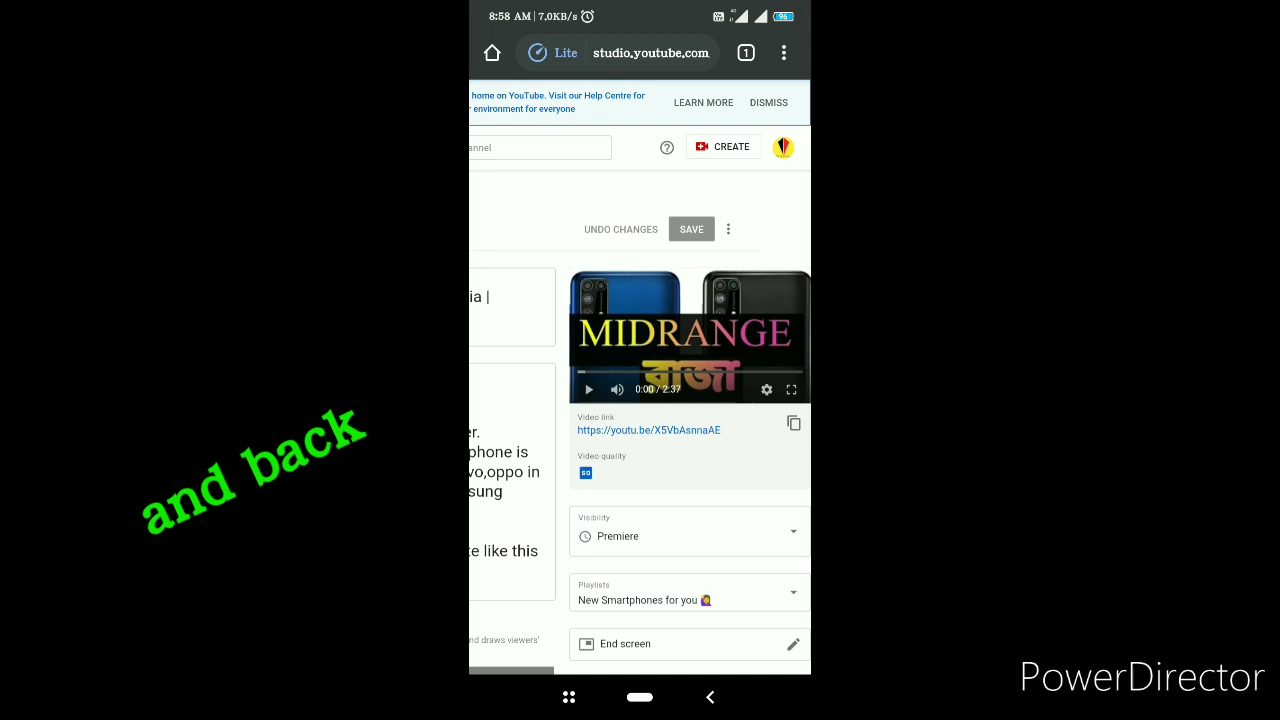 8:58 AM | 7.0KB/s
96
Lite
studio.youtube.com
1
home on YouTube. Visit our Help Centre for
environment for everyone
LEARN MORE
DISMISS
annel
CREATE
UNDO CHANGES
SAVE
ia |
MIDRANGE
রাজা
0:00 / 2:37
Video link
https://youtu.be/X5VbAsnnaAE
Video quality
SD
er.
phone is
vo,oppo in
sung
te like this
Visibility
Premiere
Playlists
New Smartphones for you 🙋‍♀️
End screen
nd draws viewers'
and back
PowerDirector